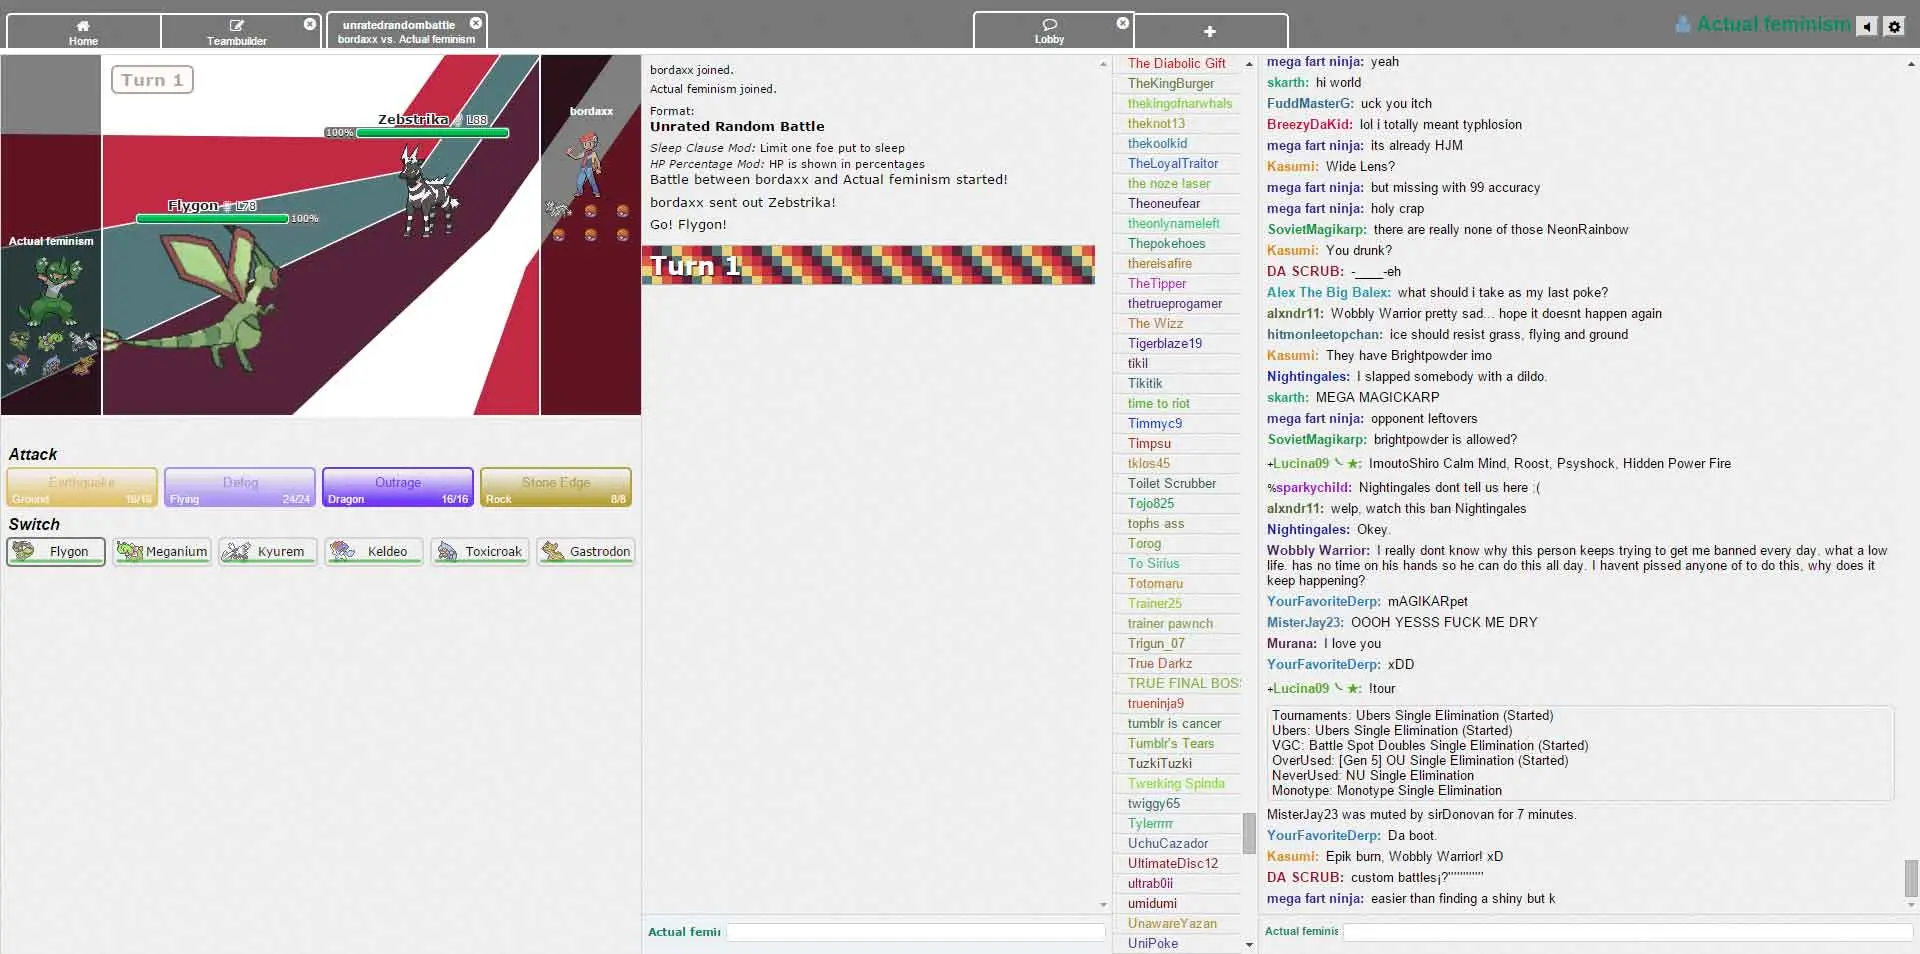 Home
Teambuilder
unratedrandombattle
bordaxx vs. Actual feminism
Lobby
Actual feminism
Turn 1
Zebstrika L88
100%
Flygon L78
100%
bordaxx
Actual feminism
Attack
Earthquake
Ground 16/16
Defog
Flying 24/24
Outrage
Dragon 16/16
Stone Edge
Rock 8/8
Switch
Flygon
Meganium
Kyurem
Keldeo
Toxicroak
Gastrodon
bordaxx joined.
Actual feminism joined.
Format:
Unrated Random Battle
Sleep Clause Mod: Limit one foe put to sleep
HP Percentage Mod: HP is shown in percentages
Battle between bordaxx and Actual feminism started!
bordaxx sent out Zebstrika!
Go! Flygon!
Turn 1
Actual femin
The Diabolic Gift
TheKingBurger
thekingofnarwhals
theknot13
thekoolkid
TheLoyalTraitor
the noze laser
Theoneufear
theonlynameleft
Thepokehoes
thereisafire
TheTipper
thetrueprogamer
The Wizz
Tigerblaze19
tikil
Tikitik
time to riot
Timmyc9
Timpsu
tklos45
Toilet Scrubber
Tojo825
tophs ass
Torog
To Sirius
Totomaru
Trainer25
trainer pawnch
Trigun_07
True Darkz
TRUE FINAL BOS
trueninja9
tumblr is cancer
Tumblr's Tears
TuzkiTuzki
Twerking Spinda
twiggy65
Tylerrrrr
UchuCazador
UltimateDisc12
ultrab0ii
umidumi
UnawareYazan
UniPoke
mega fart ninja: yeah
skarth: hi world
FuddMasterG: uck you itch
BreezyDaKid: lol i totally meant typhlosion
mega fart ninja: its already HJM
Kasumi: Wide Lens?
mega fart ninja: but missing with 99 accuracy
mega fart ninja: holy crap
SovietMagikarp: there are really none of those NeonRainbow
Kasumi: You drunk?
DA SCRUB: -____-eh
Alex The Big Balex: what should i take as my last poke?
alxndr11: Wobbly Warrior pretty sad... hope it doesnt happen again
hitmonleetopchan: ice should resist grass, flying and ground
Kasumi: They have Brightpowder imo
Nightingales: I slapped somebody with a dildo.
skarth: MEGA MAGICKARP
mega fart ninja: opponent leftovers
SovietMagikarp: brightpowder is allowed?
+Lucina09 ㇏★: ImoutoShiro Calm Mind, Roost, Psyshock, Hidden Power Fire
%sparkychild: Nightingales dont tell us here :(
alxndr11: welp, watch this ban Nightingales
Nightingales: Okey.
Wobbly Warrior: I really dont know why this person keeps trying to get me banned every day. what a low
life. has no time on his hands so he can do this all day. I havent pissed anyone of to do this, why does it
keep happening?
YourFavoriteDerp: mAGIKARpet
MisterJay23: OOOH YESSS FUCK ME DRY
Murana: I love you
YourFavoriteDerp: xDD
+Lucina09 ㇏★: !tour
Tournaments: Ubers Single Elimination (Started)
Ubers: Ubers Single Elimination (Started)
VGC: Battle Spot Doubles Single Elimination (Started)
OverUsed: [Gen 5] OU Single Elimination (Started)
NeverUsed: NU Single Elimination
Monotype: Monotype Single Elimination
MisterJay23 was muted by sirDonovan for 7 minutes.
YourFavoriteDerp: Da boot.
Kasumi: Epik burn, Wobbly Warrior! xD
DA SCRUB: custom battles¡?''''''''''''
mega fart ninja: easier than finding a shiny but k
Actual feminis